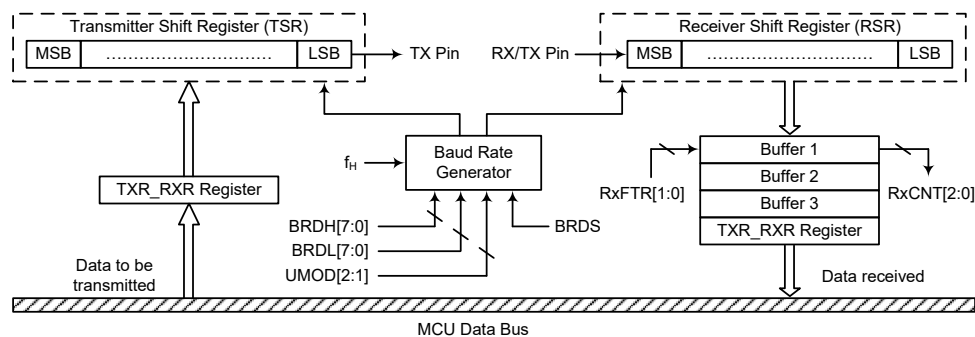 Transmitter Shift Register (TSR)
MSB ................................ LSB
TX Pin
RX/TX Pin
Receiver Shift Register (RSR)
MSB ................................ LSB
fH
Baud Rate
Generator
BRDH[7:0]
BRDL[7:0]
UMOD[2:1]
BRDS
TXR_RXR Register
Data to be
transmitted
RxFTR[1:0]
Buffer 1
Buffer 2
Buffer 3
TXR_RXR Register
RxCNT[2:0]
Data received
MCU Data Bus